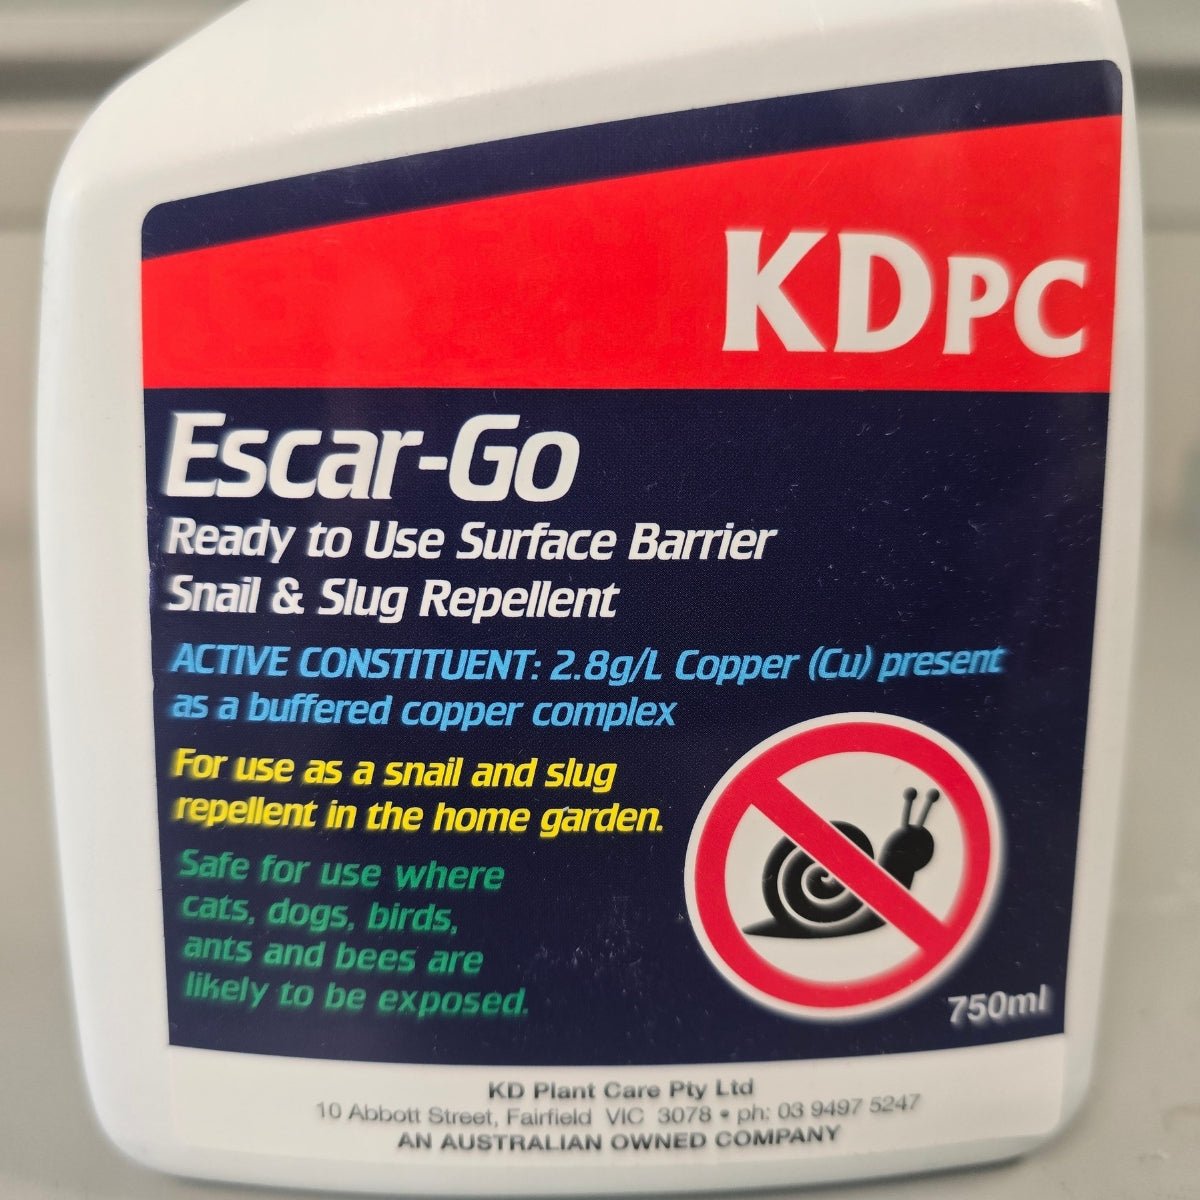 KDPC
Escar-Go
Ready to Use Surface Barrier
Snail & Slug Repellent
ACTIVE CONSTITUENT: 2.8g/L Copper (Cu) present
as a buffered copper complex
For use as a snail and slug
repellent in the home garden.
Safe for use where
cats, dogs, birds,
ants and bees are
likely to be exposed.
750ml
KD Plant Care Pty Ltd
10 Abbott Street, Fairfield VIC 3078 • ph: 03 9497 5247
AN AUSTRALIAN OWNED COMPANY